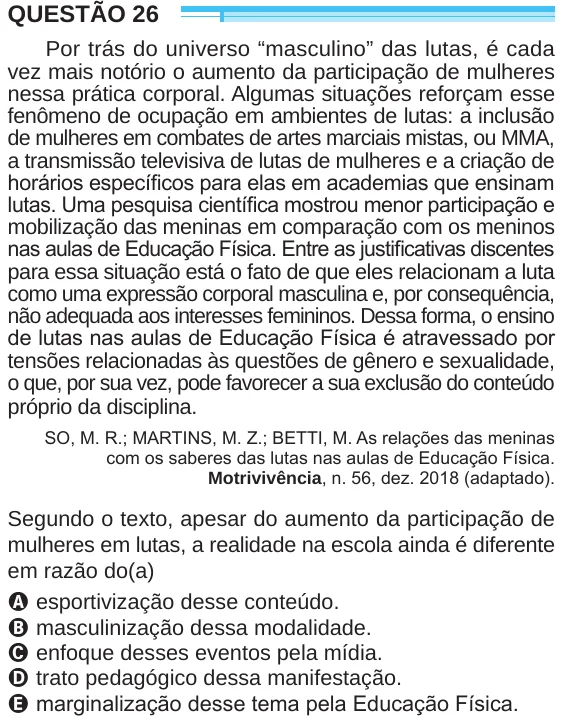 QUESTÃO 26
Por trás do universo “masculino” das lutas, é cada
vez mais notório o aumento da participação de mulheres
nessa prática corporal. Algumas situações reforçam esse
fenômeno de ocupação em ambientes de lutas: a inclusão
de mulheres em combates de artes marciais mistas, ou MMA,
a transmissão televisiva de lutas de mulheres e a criação de
horários específicos para elas em academias que ensinam
lutas. Uma pesquisa científica mostrou menor participação e
mobilização das meninas em comparação com os meninos
nas aulas de Educação Física. Entre as justificativas discentes
para essa situação está o fato de que eles relacionam a luta
como uma expressão corporal masculina e, por consequência,
não adequada aos interesses femininos. Dessa forma, o ensino
de lutas nas aulas de Educação Física é atravessado por
tensões relacionadas às questões de gênero e sexualidade,
o que, por sua vez, pode favorecer a sua exclusão do conteúdo
próprio da disciplina.
SO, M. R.; MARTINS, M. Z.; BETTI, M. As relações das meninas
com os saberes das lutas nas aulas de Educação Física.
Motrivivência, n. 56, dez. 2018 (adaptado).
Segundo o texto, apesar do aumento da participação de
mulheres em lutas, a realidade na escola ainda é diferente
em razão do(a)
A esportivização desse conteúdo.
B masculinização dessa modalidade.
C enfoque desses eventos pela mídia.
D trato pedagógico dessa manifestação.
E marginalização desse tema pela Educação Física.